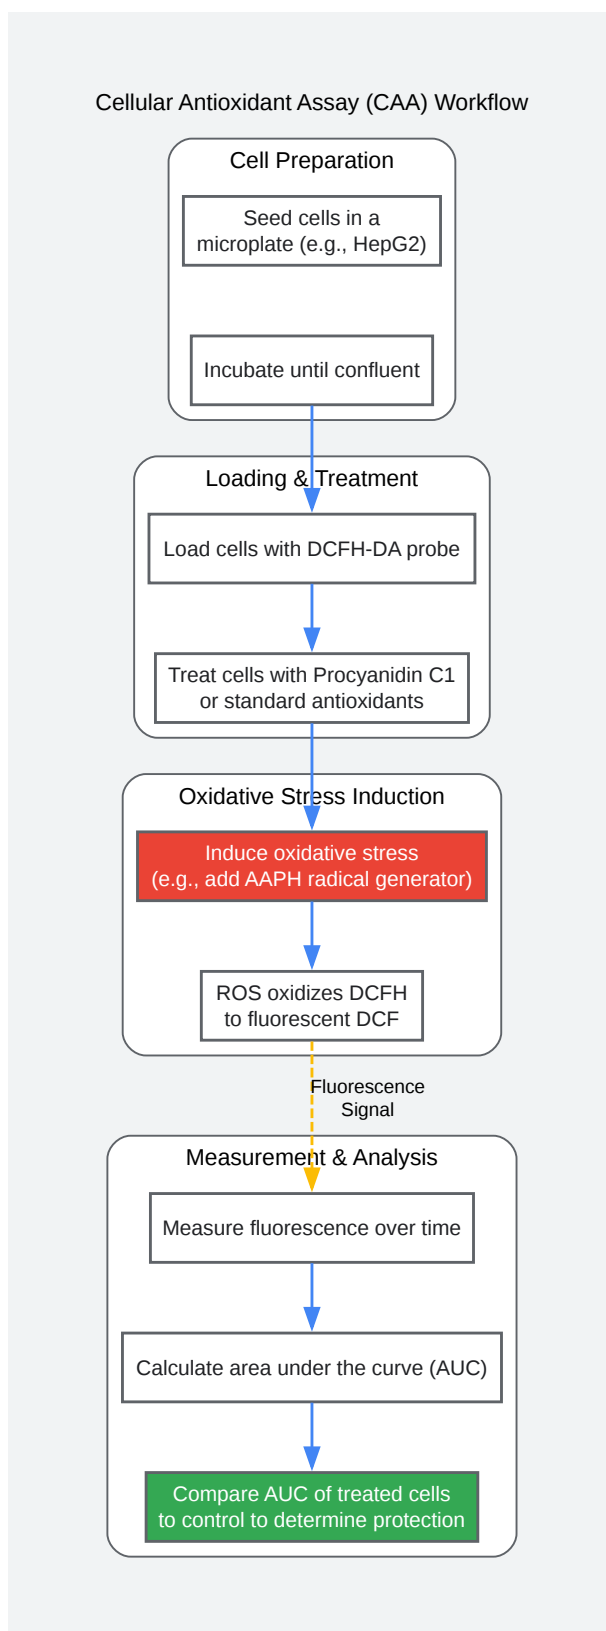 Cellular Antioxidant Assay (CAA) Workflow
Cell Preparation
Seed cells in a
microplate (e.g., HepG2)
Incubate until confluent
Loading & Treatment
Load cells with DCFH-DA probe
Treat cells with Procyanidin C1
or standard antioxidants
Oxidative Stress Induction
Induce oxidative stress
(e.g., add AAPH radical generator)
ROS oxidizes DCFH
to fluorescent DCF
Fluorescence
Signal
Measurement & Analysis
Measure fluorescence over time
Calculate area under the curve (AUC)
Compare AUC of treated cells
to control to determine protection